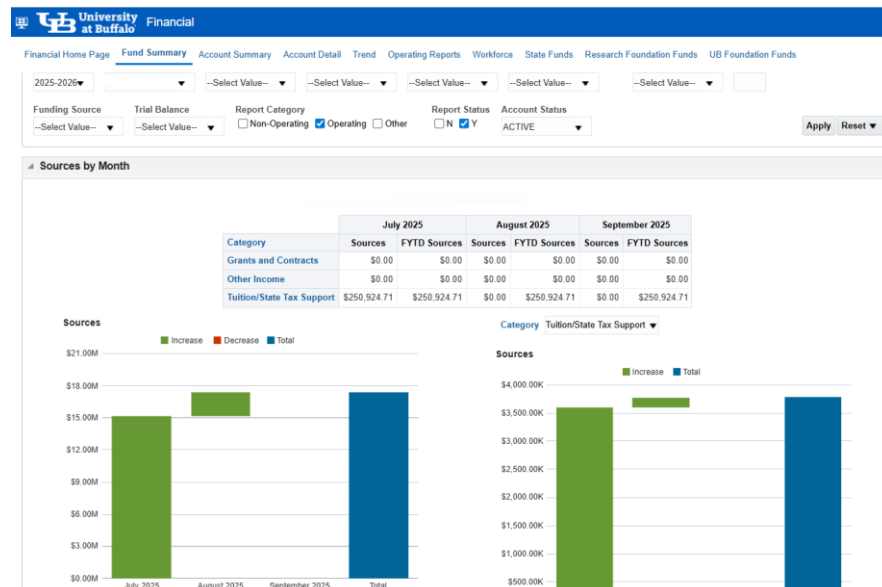 University
at Buffalo
Financial
Financial Home Page Fund Summary Account Summary Account Detail Trend Operating Reports Workforce State Funds Research Foundation Funds UB Foundation Funds
2025-2026 --Select Value-- --Select Value-- --Select Value-- --Select Value-- --Select Value--
Funding Source Trial Balance Report Category Report Status Account Status
--Select Value-- --Select Value-- Non-Operating Operating Other N Y ACTIVE Apply Reset
Sources by Month
July 2025 August 2025 September 2025
Category Sources FYTD Sources Sources FYTD Sources Sources FYTD Sources
Grants and Contracts $0.00 $0.00 $0.00 $0.00 $0.00 $0.00
Other Income $0.00 $0.00 $0.00 $0.00 $0.00 $0.00
Tuition/State Tax Support $250,924.71 $250,924.71 $0.00 $250,924.71 $0.00 $250,924.71
Sources
Increase Decrease Total
$21.00M
$18.00M
$15.00M
$12.00M
$9.00M
$6.00M
$3.00M
$0.00M
July 2025 August 2025 September 2025 Total
Category Tuition/State Tax Support
Sources
Increase Total
$4,000.00K
$3,500.00K
$3,000.00K
$2,500.00K
$2,000.00K
$1,500.00K
$1,000.00K
$500.00K